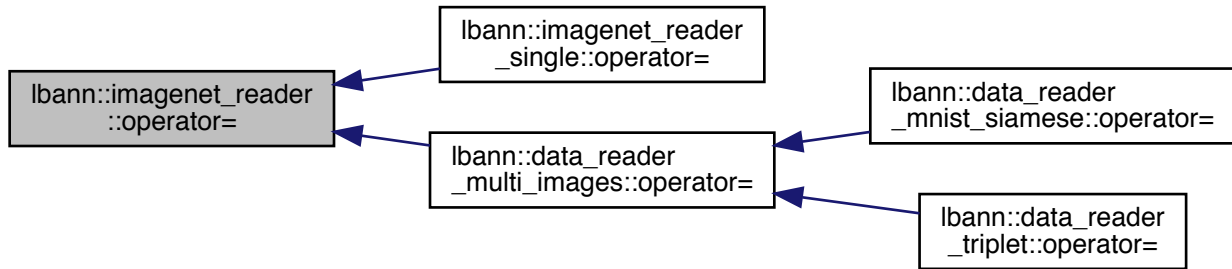 lbann::imagenet_reader
::operator=
lbann::imagenet_reader
_single::operator=
lbann::data_reader
_multi_images::operator=
lbann::data_reader
_mnist_siamese::operator=
lbann::data_reader
_triplet::operator=